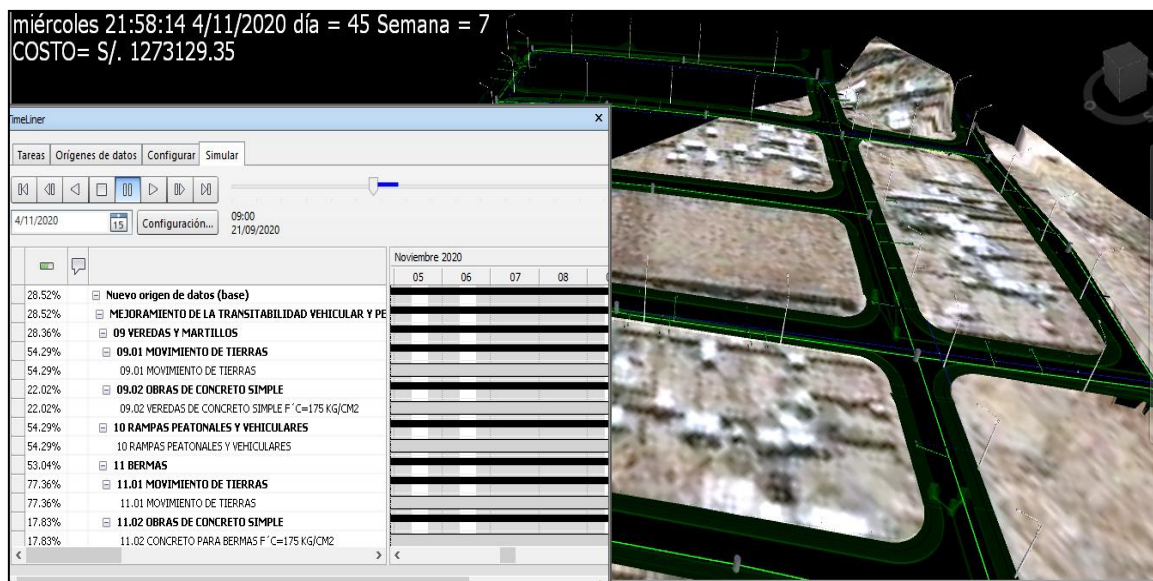 miércoles 21:58:14 4/11/2020 día = 45 Semana = 7
COSTO= S/. 1273129.35
TimeLiner
x
Tareas Orígenes de datos Configurar Simular
4/11/2020 15 Configuración... 09:00
21/09/2020
Noviembre 2020
05 06 07 08
28.52% Nuevo origen de datos (base)
28.52% MEJORAMIENTO DE LA TRANSITABILIDAD VEHICULAR Y PE
28.36% 09 VEREDAS Y MARTILLOS
54.29% 09.01 MOVIMIENTO DE TIERRAS
54.29% 09.01 MOVIMIENTO DE TIERRAS
22.02% 09.02 OBRAS DE CONCRETO SIMPLE
22.02% 09.02 VEREDAS DE CONCRETO SIMPLE F´C=175 KG/CM2
54.29% 10 RAMPAS PEATONALES Y VEHICULARES
54.29% 10 RAMPAS PEATONALES Y VEHICULARES
53.04% 11 BERMAS
77.36% 11.01 MOVIMIENTO DE TIERRAS
77.36% 11.01 MOVIMIENTO DE TIERRAS
17.83% 11.02 OBRAS DE CONCRETO SIMPLE
17.83% 11.02 CONCRETO PARA BERMAS F´C=175 KG/CM2